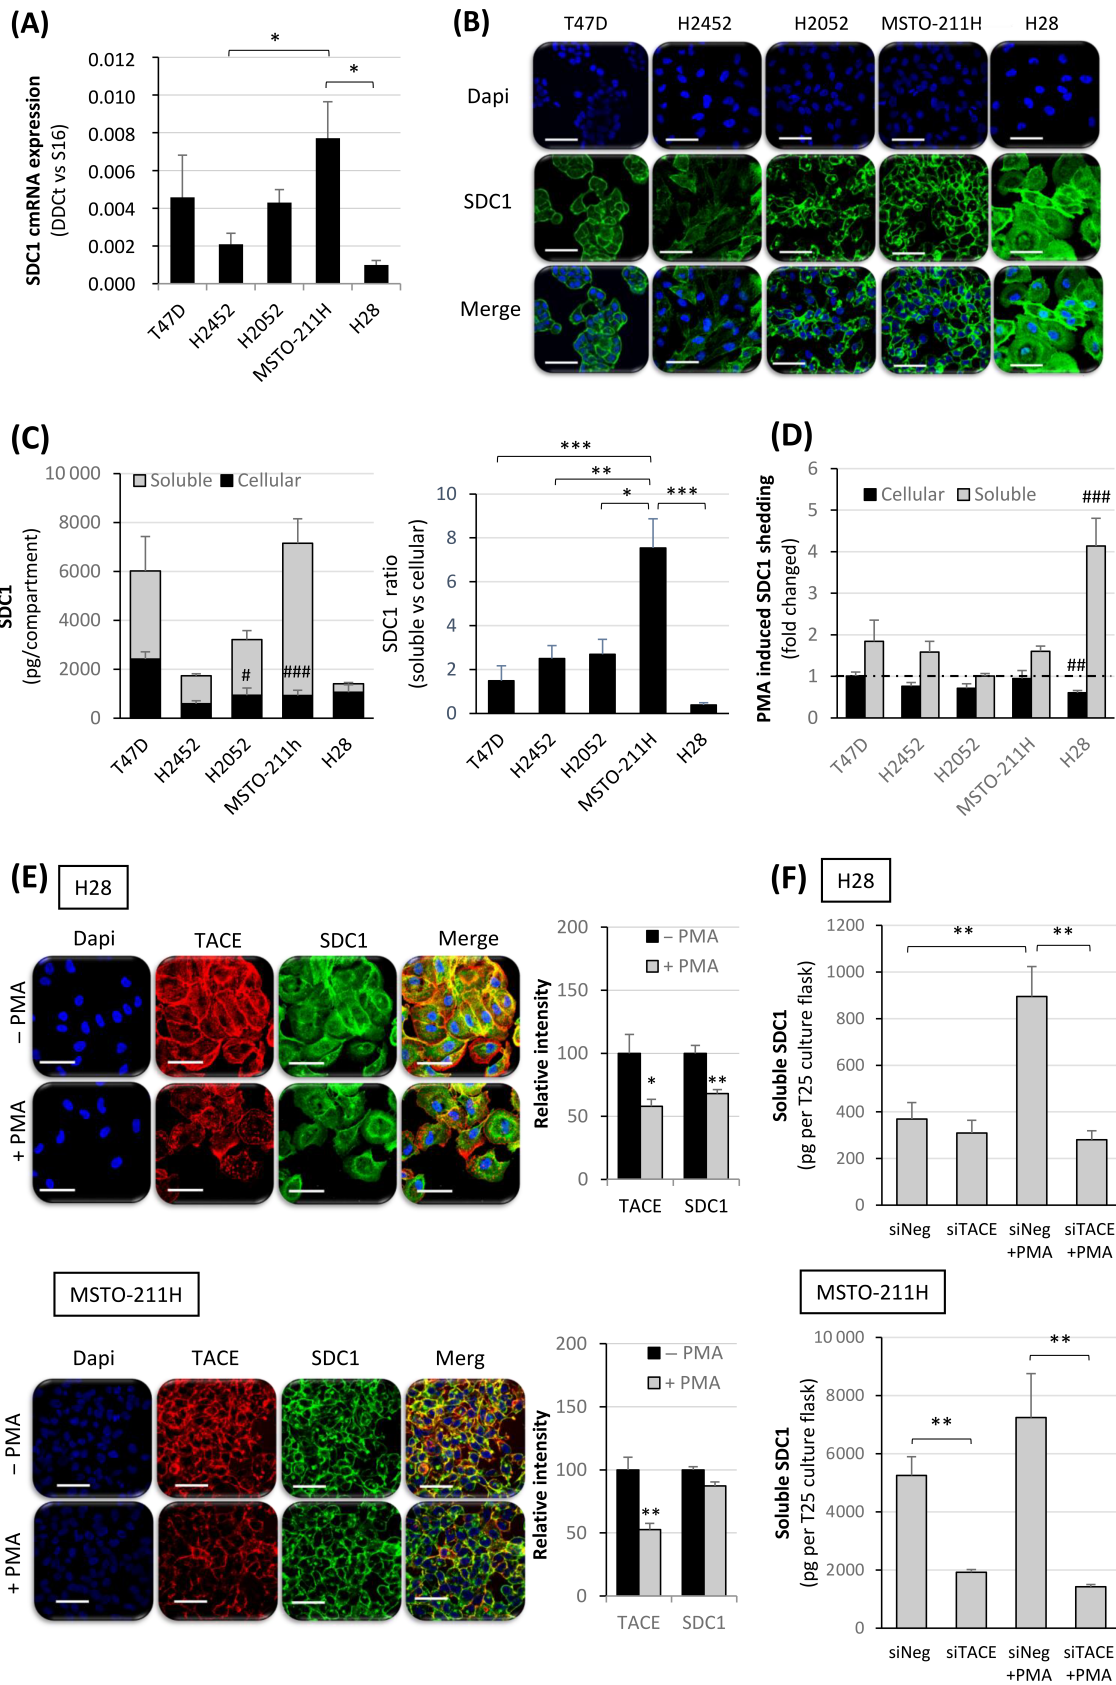 (A)
*
*
0.012
0.010
0.008
0.006
0.004
0.002
0.000
SDC1 cmRNA expression
(DDCt vs S16)
T47D
H2452
H2052
MSTO-211H
H28
(B)
T47D
H2452
H2052
MSTO-211H
H28
Dapi
SDC1
Merge
(C)
10 000
8000
6000
4000
2000
0
SDC1
(pg/compartment)
Soluble
Cellular
#
###
T47D
H2452
H2052
MSTO-211h
H28
***
**
*
***
10
8
6
4
2
0
SDC1 ratio
(soluble vs cellular)
T47D
H2452
H2052
MSTO-211H
H28
(D)
6
5
4
3
2
1
0
PMA induced SDC1 shedding
(fold changed)
Cellular
Soluble
###
##
T47D
H2452
H2052
MSTO-211H
H28
(E)
H28
Dapi
TACE
SDC1
Merge
– PMA
+ PMA
200
150
100
50
0
Relative intensity
– PMA
+ PMA
*
**
TACE
SDC1
MSTO-211H
Dapi
TACE
SDC1
Merg
– PMA
+ PMA
200
150
100
50
0
Relative intensity
– PMA
+ PMA
**
TACE
SDC1
(F)
H28
1200
1000
800
600
400
200
0
Soluble SDC1
(pg per T25 culture flask)
**
**
siNeg
siTACE
siNeg
+PMA
siTACE
+PMA
MSTO-211H
10 000
8000
6000
4000
2000
0
Soluble SDC1
(pg per T25 culture flask)
**
**
siNeg
siTACE
siNeg
+PMA
siTACE
+PMA